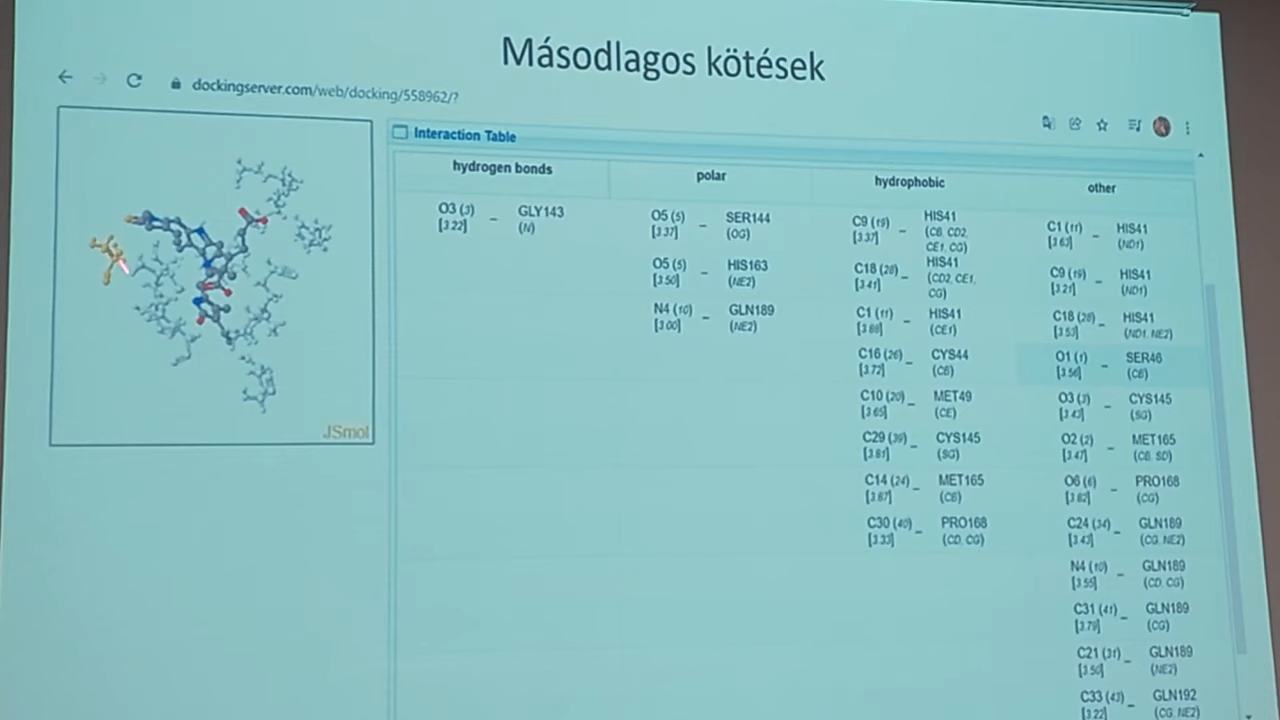 Másodlagos kötések
dockingserver.com/web/docking/558962/?
Interaction Table
hydrogen bonds polar hydrophobic other
O3 (3) – GLY143
[3.22] (N)
O5 (5) – SER144
[3.37] (OG)
O5 (5) – HIS163
[3.50] (NE2)
N4 (10) – GLN189
[3.00] (NE2)
C9 (19) – HIS41
[3.37] (CB, CD2,
CE1, CG)
C18 (28) – HIS41
[3.41] (CD2, CE1,
CG)
C1 (11) – HIS41
[3.88] (CE1)
C16 (26) – CYS44
[3.72] (CB)
C10 (20) – MET49
[3.65] (CE)
C29 (39) – CYS145
[3.81] (SG)
C14 (24) – MET165
[3.67] (CB)
C30 (40) – PRO168
[3.33] (CD, CG)
C1 (11) – HIS41
[3.63] (ND1)
C9 (19) – HIS41
[3.21] (ND1)
C18 (28) – HIS41
[3.53] (ND1, NE2)
O1 (1) – SER46
[3.56] (CB)
O3 (3) – CYS145
[3.43] (SG)
O2 (2) – MET165
[3.47] (CB, SD)
O6 (6) – PRO168
[3.62] (CG)
C24 (34) – GLN189
[3.43] (CG, NE2)
N4 (10) – GLN189
[3.55] (CD, CG)
C31 (41) – GLN189
[3.79] (CG)
C21 (31) – GLN189
[3.50] (NE2)
C33 (43) – GLN192
[3.22] (CG, NE2)
JSmol